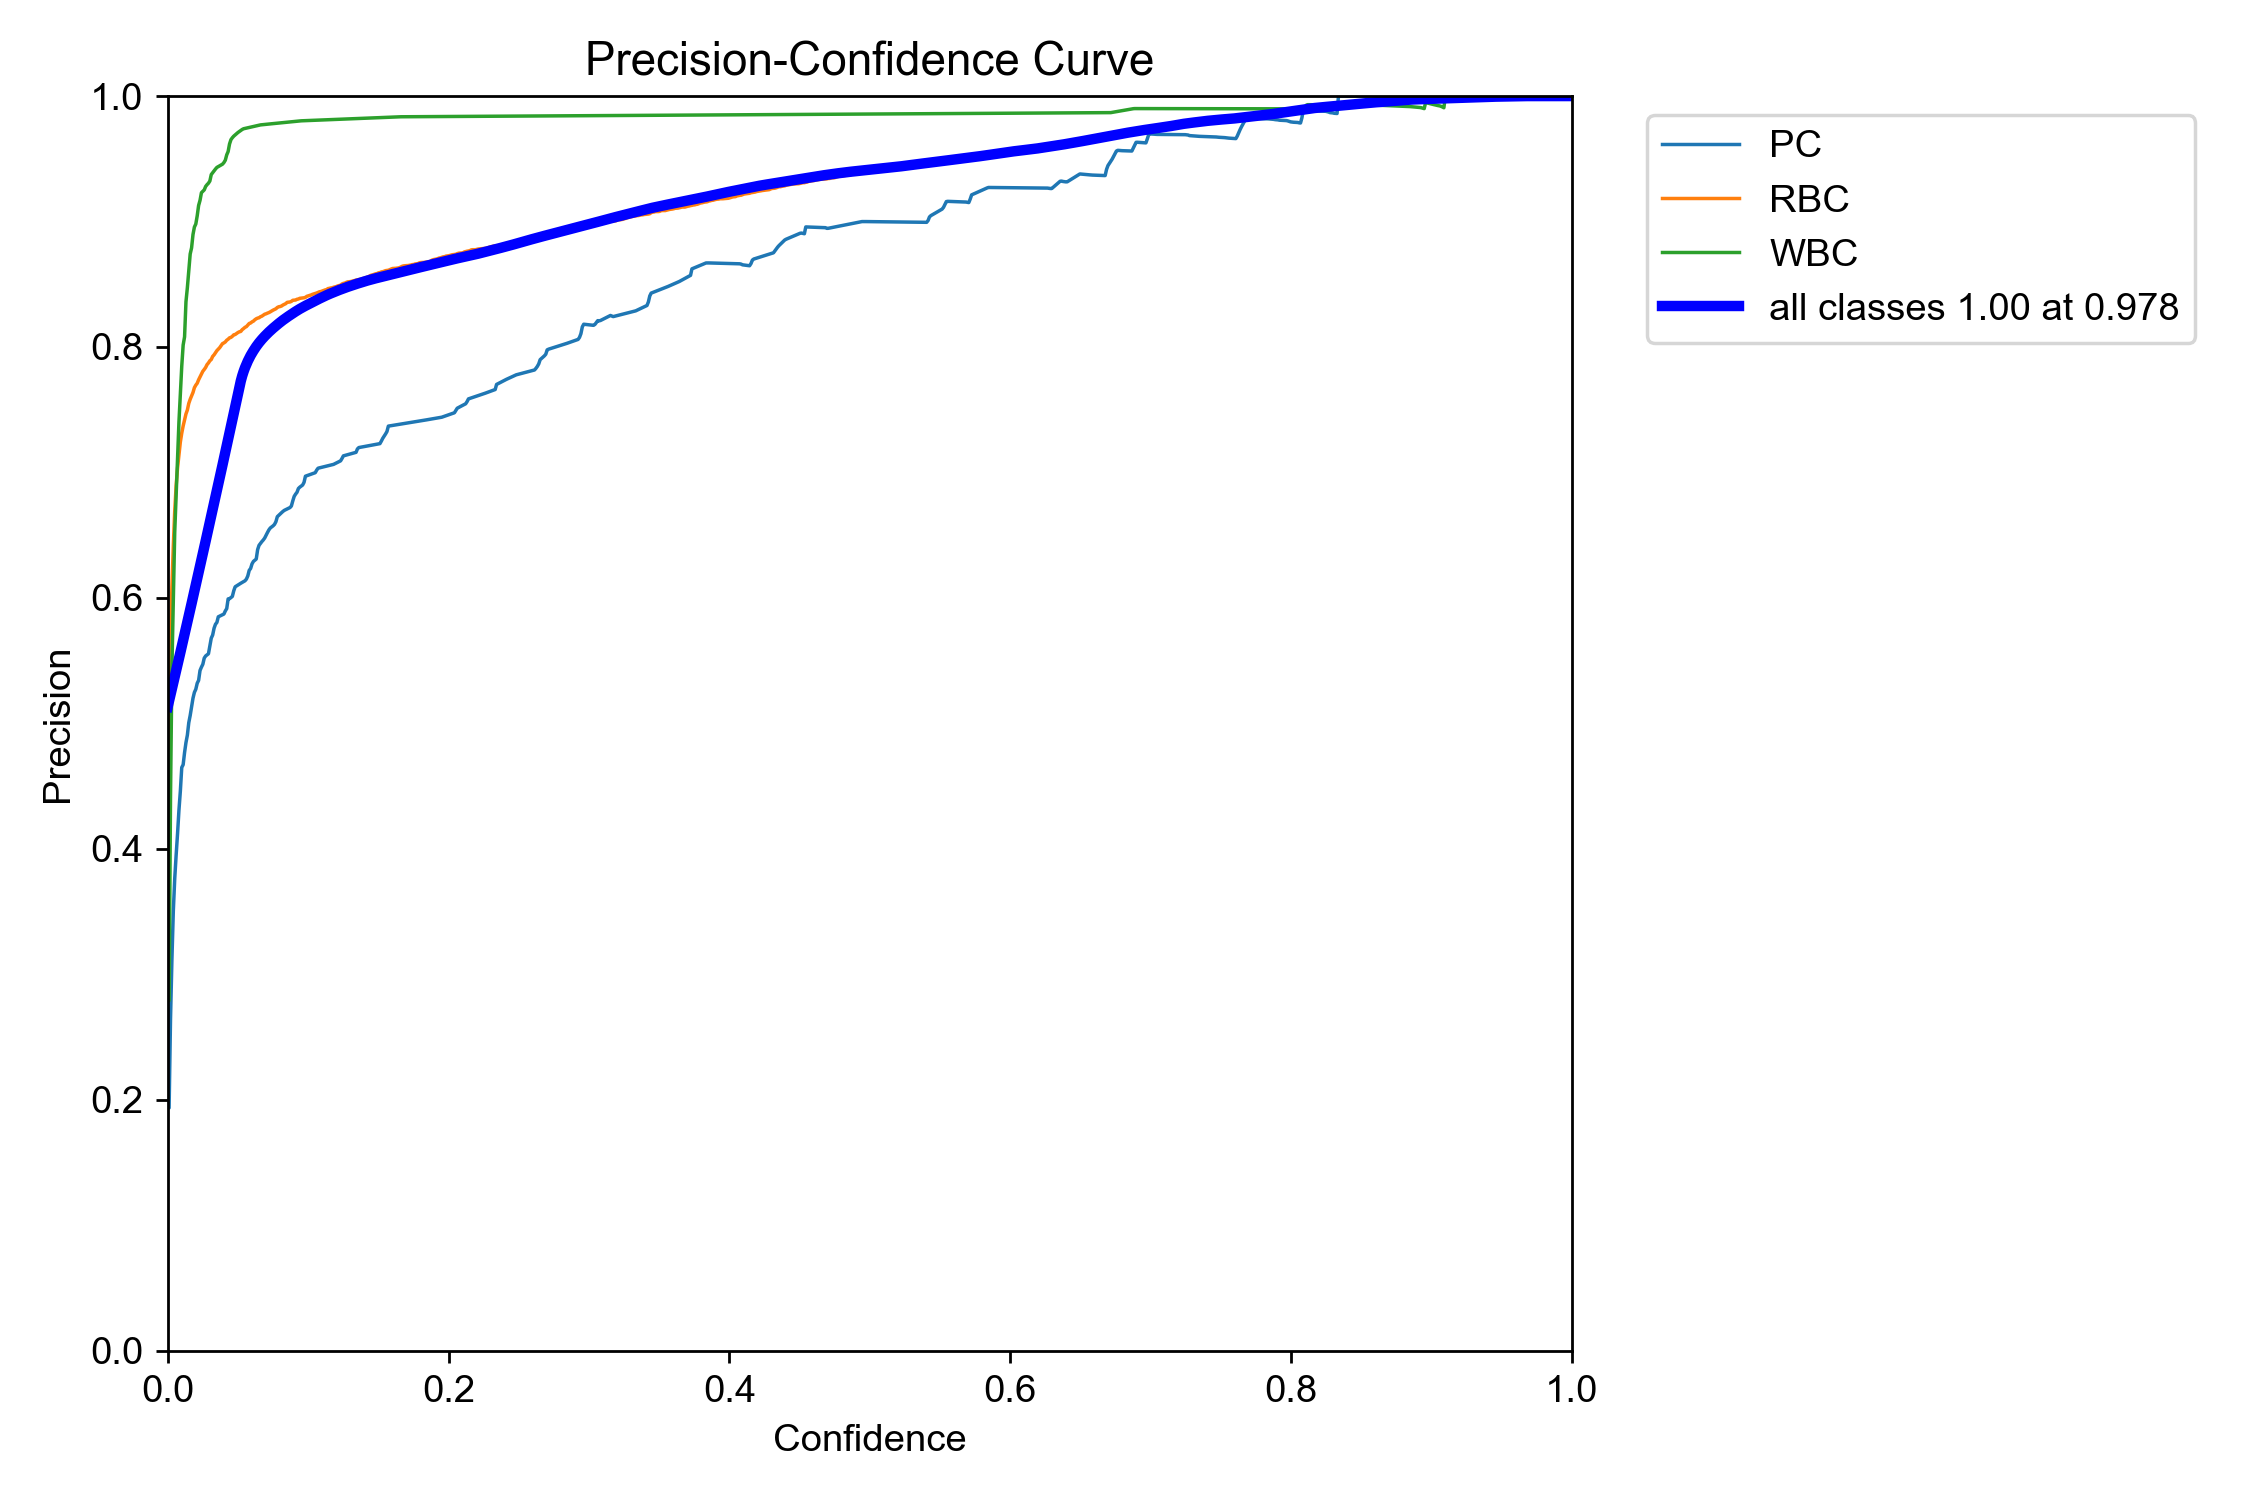 Precision-Confidence Curve
1.0
0.8
0.6
0.4
0.2
0.0
Precision
0.0 0.2 0.4 0.6 0.8 1.0
Confidence
PC
RBC
WBC
all classes 1.00 at 0.978